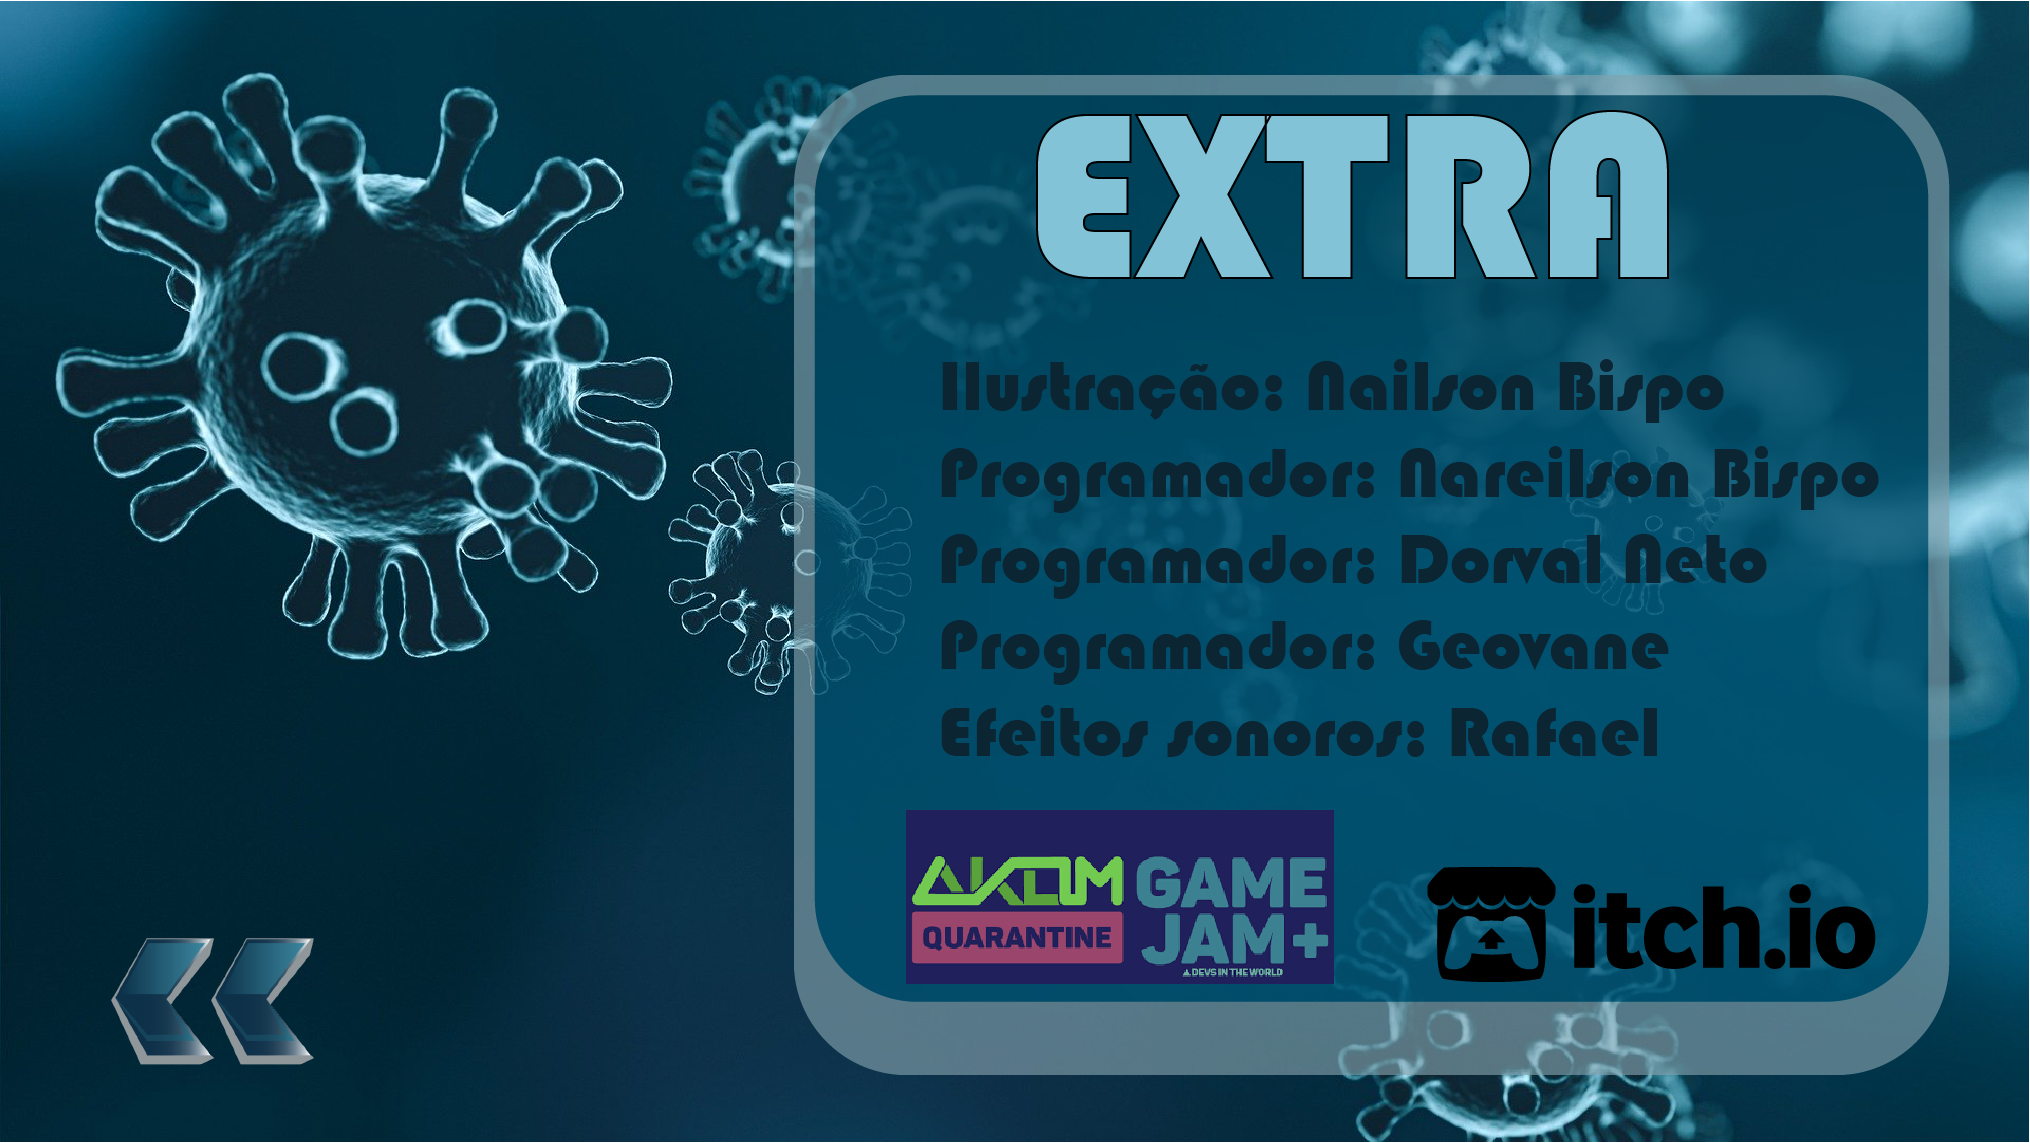 EXTRA
Ilustração: Nailson Bispo
Programador: Nareilson Bispo
Programador: Dorval Neto
Programador: Geovane
Efeitos sonoros: Rafael
AKOM
QUARANTINE
GAME
JAM+
DEVS IN THE WORLD
itch.io